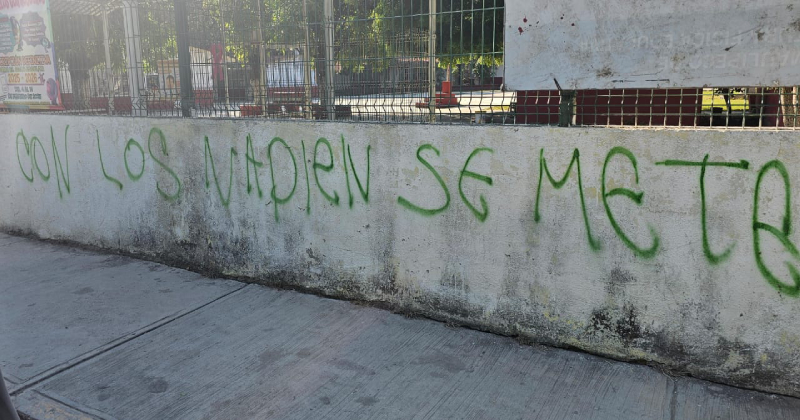 CON LOS NADIEN SE METE